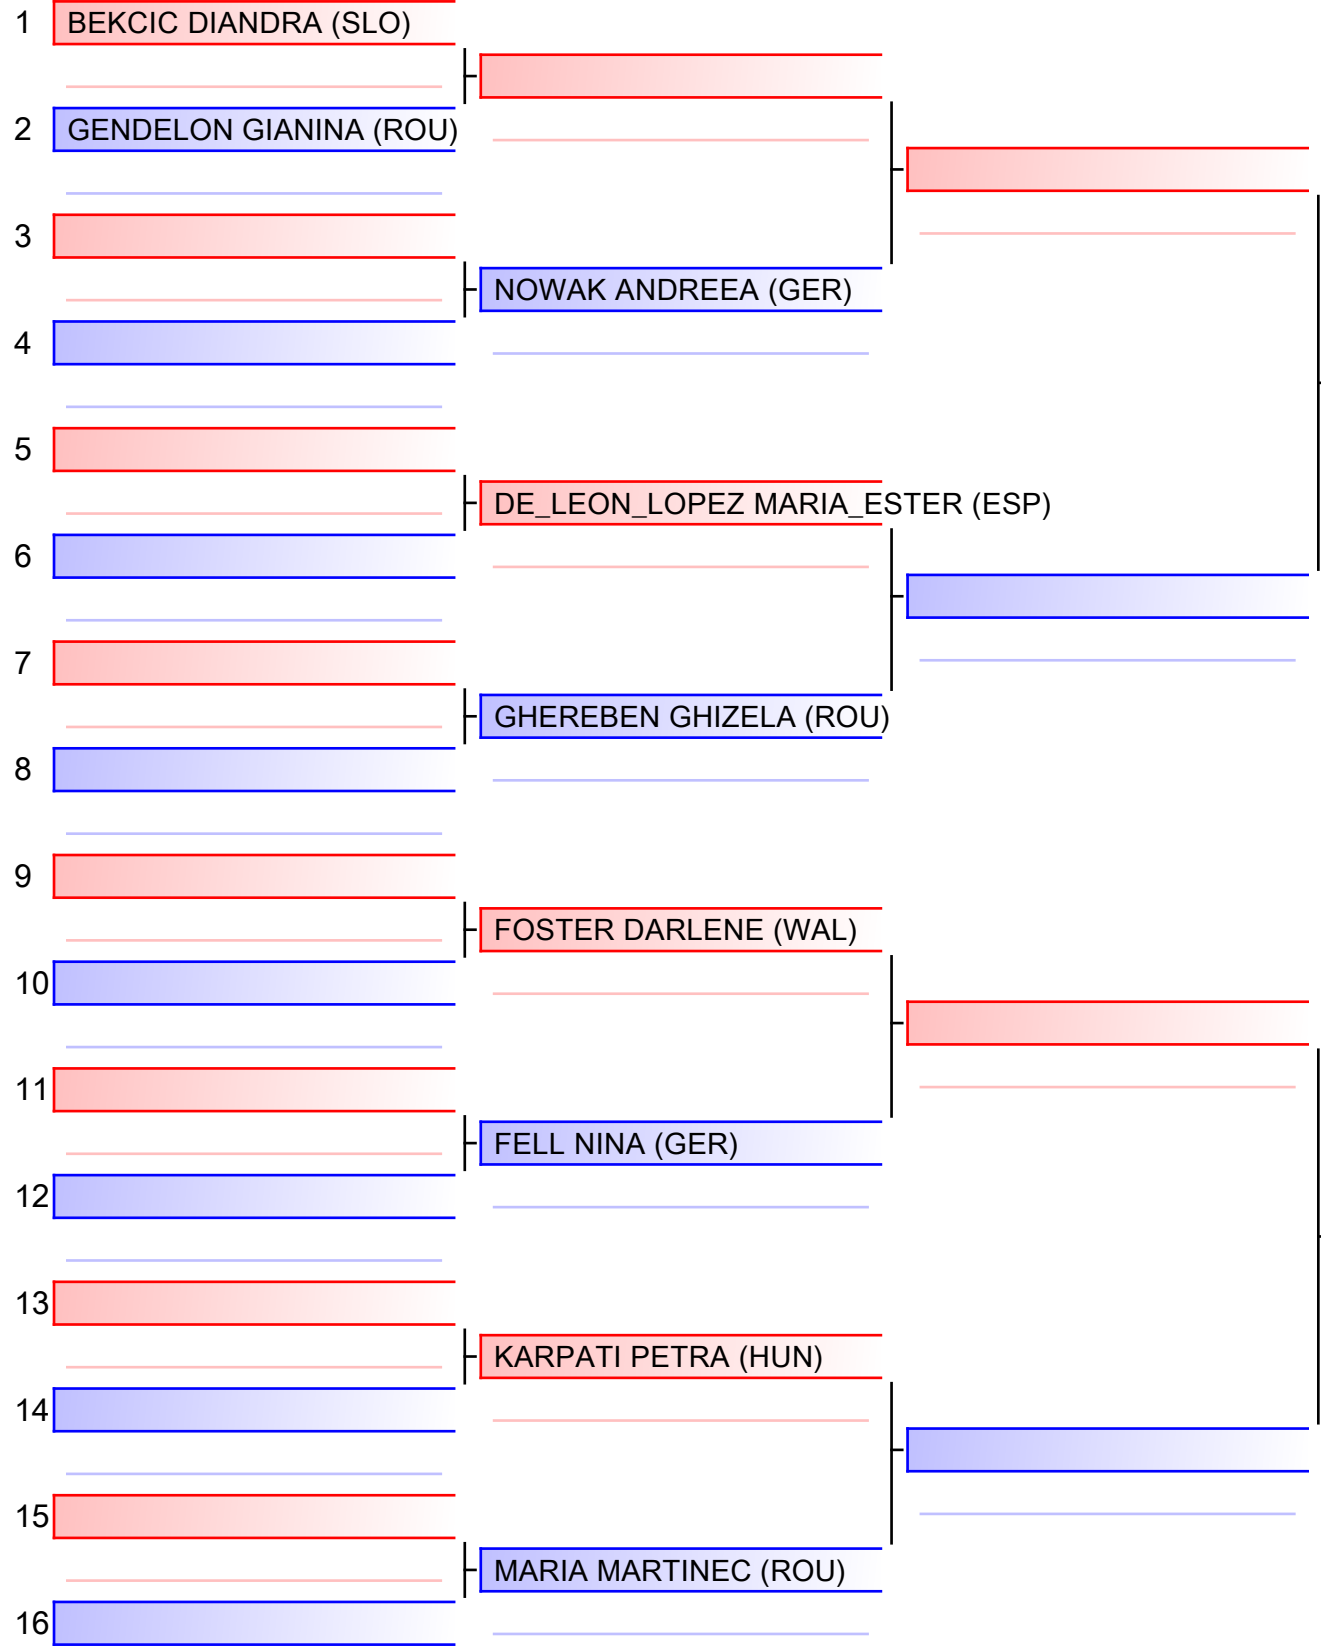 1 BEKCIC DIANDRA (SLO)
2 GENDELON GIANINA (ROU)
3
NOWAK ANDREEA (GER)
4
5
DE_LEON_LOPEZ MARIA_ESTER (ESP)
6
7
GHEREBEN GHIZELA (ROU)
8
9
FOSTER DARLENE (WAL)
10
11
FELL NINA (GER)
12
13
KARPATI PETRA (HUN)
14
15
MARIA MARTINEC (ROU)
16